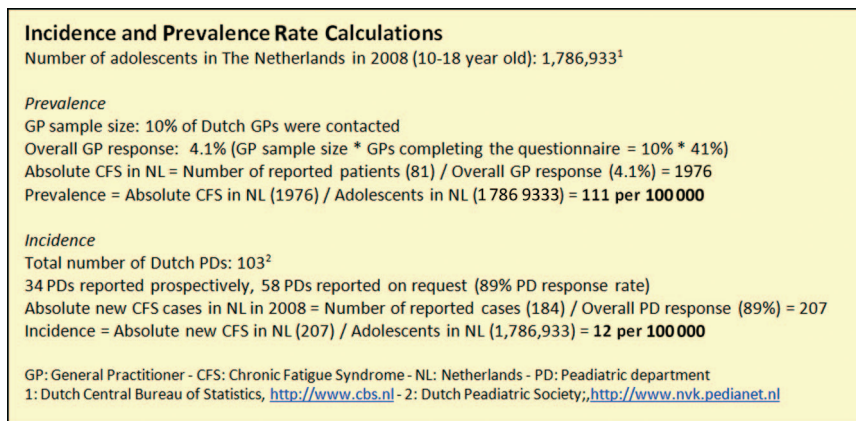 Incidence and Prevalence Rate Calculations
Number of adolescents in The Netherlands in 2008 (10-18 year old): 1,786,933¹
Prevalence
GP sample size: 10% of Dutch GPs were contacted
Overall GP response: 4.1% (GP sample size * GPs completing the questionnaire = 10% * 41%)
Absolute CFS in NL = Number of reported patients (81) / Overall GP response (4.1%) = 1976
Prevalence = Absolute CFS in NL (1976) / Adolescents in NL (1 786 9333) = 111 per 100 000
Incidence
Total number of Dutch PDs: 103²
34 PDs reported prospectively, 58 PDs reported on request (89% PD response rate)
Absolute new CFS cases in NL in 2008 = Number of reported cases (184) / Overall PD response (89%) = 207
Incidence = Absolute new CFS in NL (207) / Adolescents in NL (1,786,933) = 12 per 100 000
GP: General Practitioner - CFS: Chronic Fatigue Syndrome - NL: Netherlands - PD: Peadiatric department
1: Dutch Central Bureau of Statistics, http://www.cbs.nl - 2: Dutch Peadiatric Society;,http://www.nvk.pedianet.nl